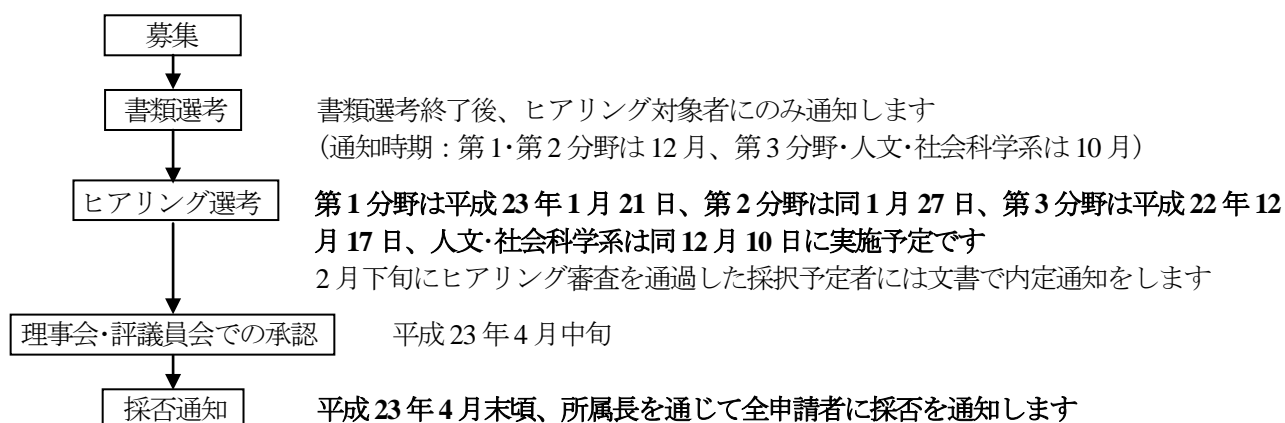 募集
書類選考
書類選考終了後、ヒアリング対象者にのみ通知します
(通知時期：第1・第2分野は12月、第3分野・人文・社会科学系は10月)
ヒアリング選考
第1分野は平成23年1月21日、第2分野は同1月27日、第3分野は平成22年12
月17日、人文・社会科学系は同12月10日に実施予定です
2月下旬にヒアリング審査を通過した採択予定者には文書で内定通知をします
理事会・評議員会での承認
平成23年4月中旬
採否通知
平成23年4月末頃、所属長を通じて全申請者に採否を通知します